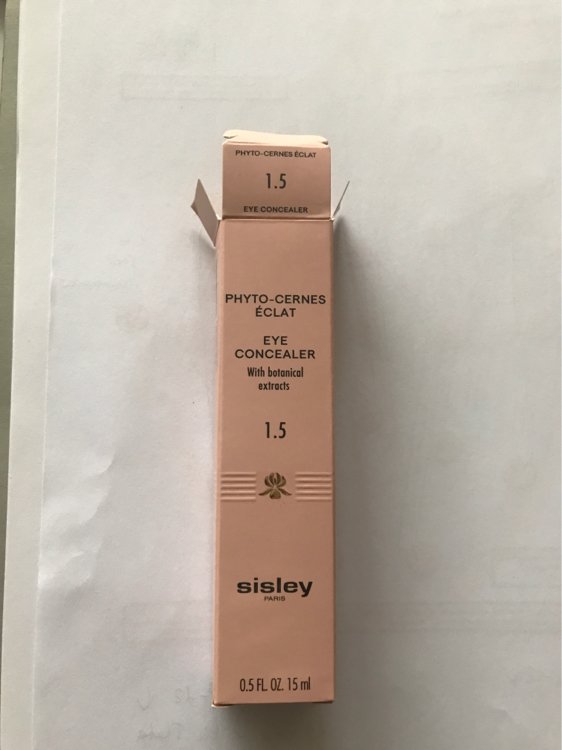 PHYTO-CERNES ÉCLAT
1.5
EYE CONCEALER
PHYTO-CERNES
ÉCLAT
EYE
CONCEALER
With botanical
extracts
1.5
sisley
PARIS
0.5 FL. OZ. 15 ml